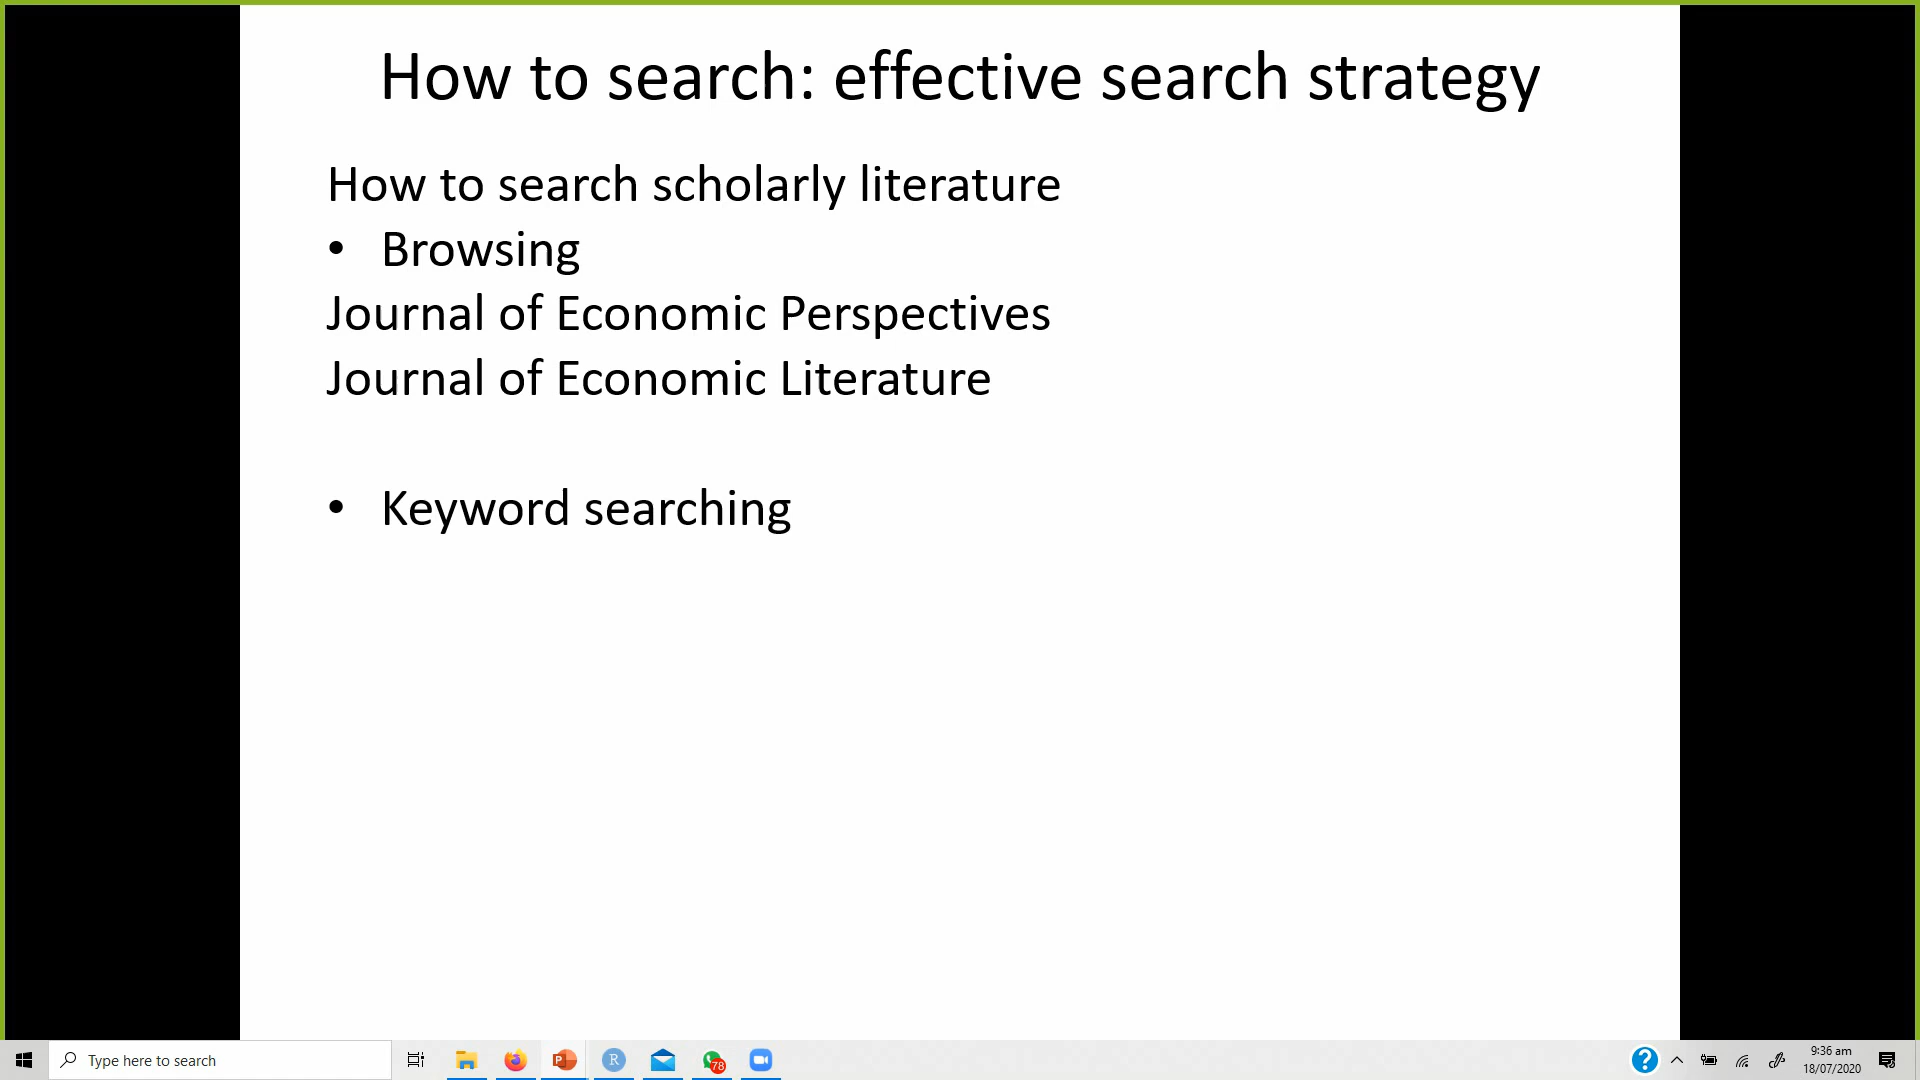 How to search: effective search strategy
How to search scholarly literature
• Browsing
Journal of Economic Perspectives
Journal of Economic Literature
• Keyword searching
Type here to search
P
R
78
?
9:36 am
18/07/2020